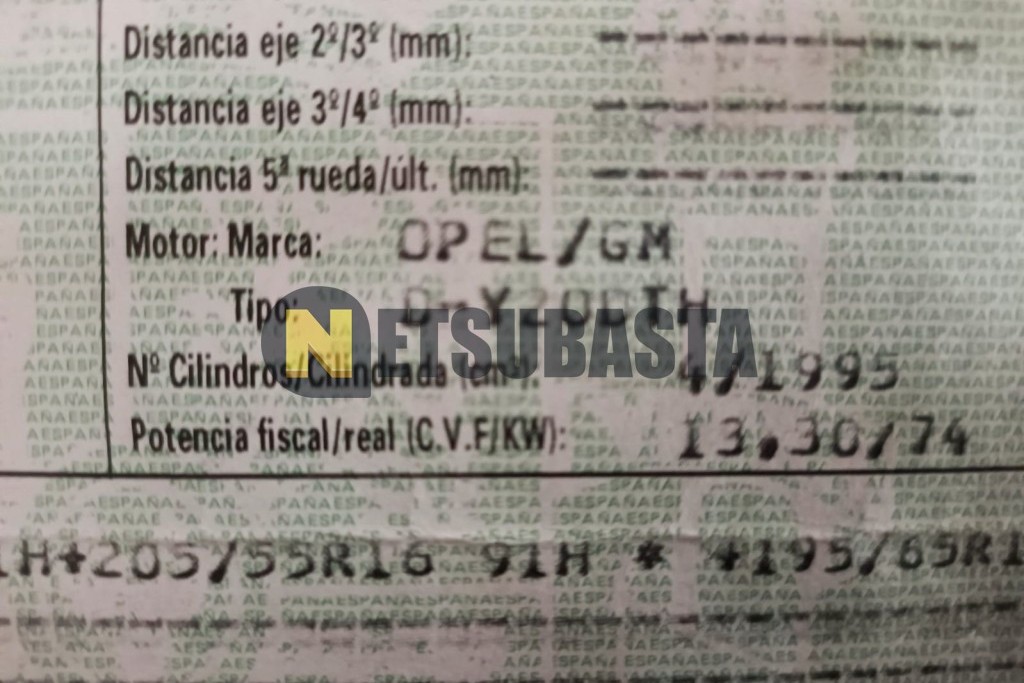 Distancia eje 2º/3º (mm): ------------
Distancia eje 3º/4º (mm): ------------
Distancia 5ª rueda/últ. (mm): ------------
Motor: Marca: OPEL/GM
Tipo:
NETSUBASTA
Nº Cilindros/Cilindrada 4/1995
Potencia fiscal/real (C.V.F/KW): 13,30/74
H+205/55R16 91H * +195/65R1